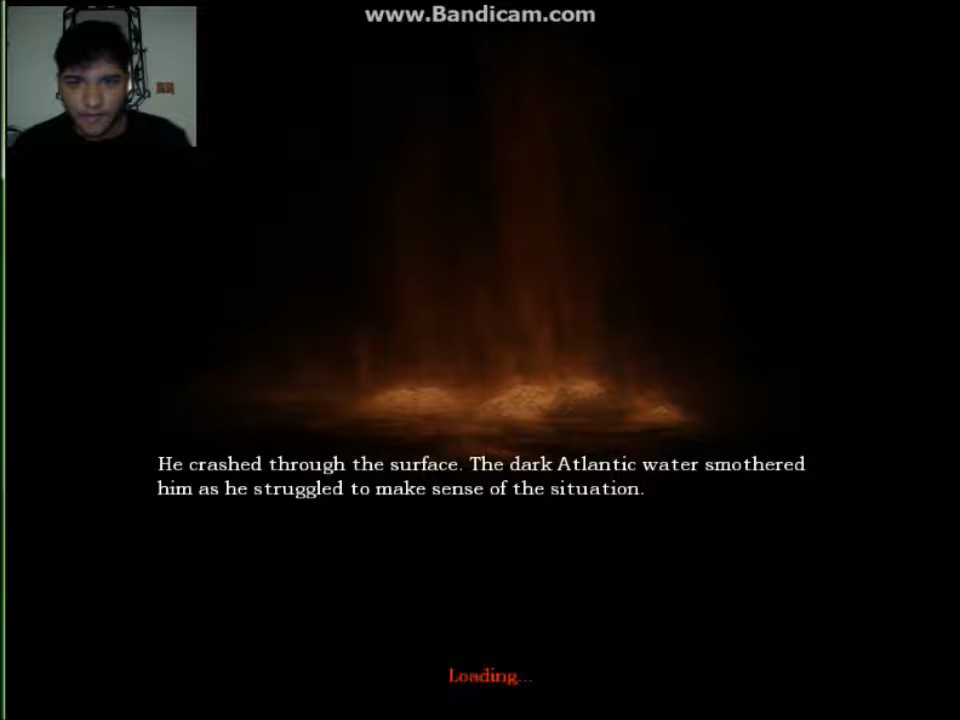 www.Bandicam.com
He crashed through the surface. The dark Atlantic water smothered
him as he struggled to make sense of the situation.
Loading...